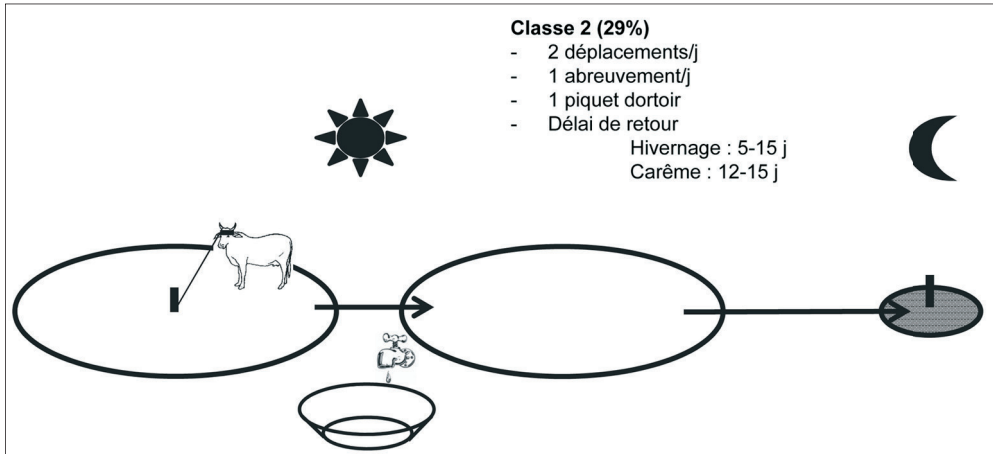 Classe 2 (29%)
- 2 déplacements/j
- 1 abreuvement/j
- 1 piquet dortoir
- Délai de retour
Hivernage : 5-15 j
Carême : 12-15 j